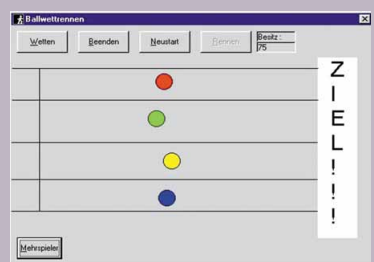 Ballwettrennen
Wetten Beenden Neustart Rennen Besitz :
75
Z
I
E
L
!
!
!
Mehrspieler